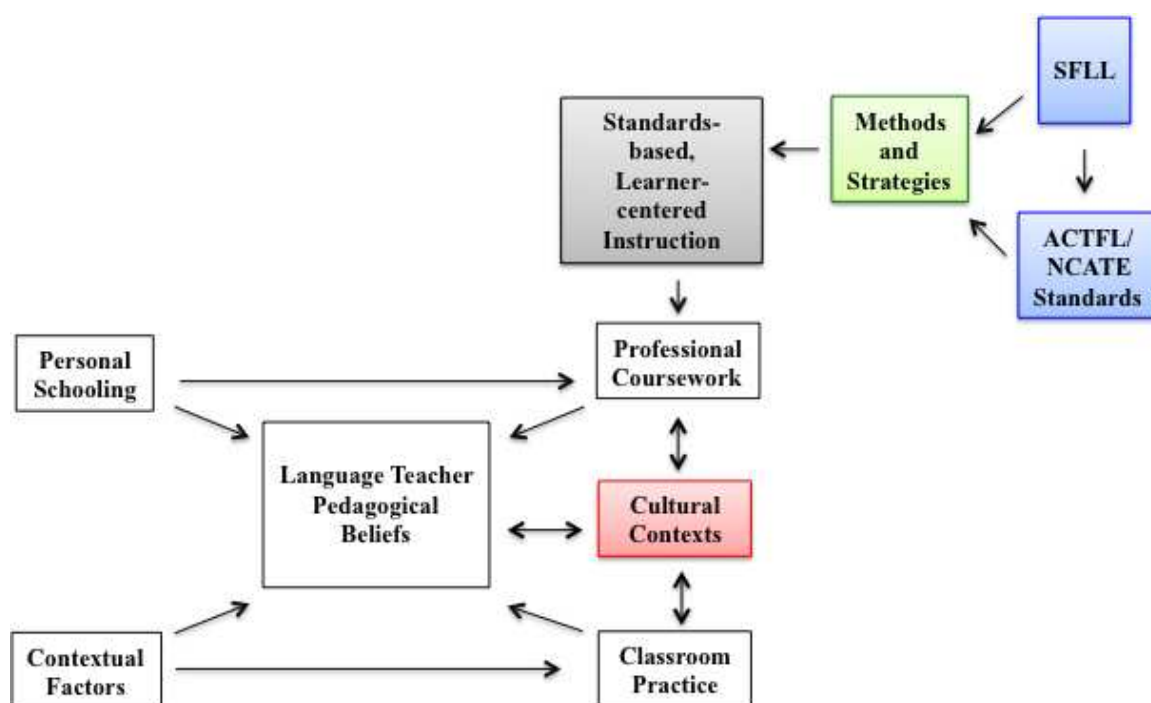 SFLL
Standards-
based,
Learner-
centered
Instruction
Methods
and
Strategies
ACTFL/
NCATE
Standards
Personal
Schooling
Professional
Coursework
Language Teacher
Pedagogical
Beliefs
Cultural
Contexts
Contextual
Factors
Classroom
Practice